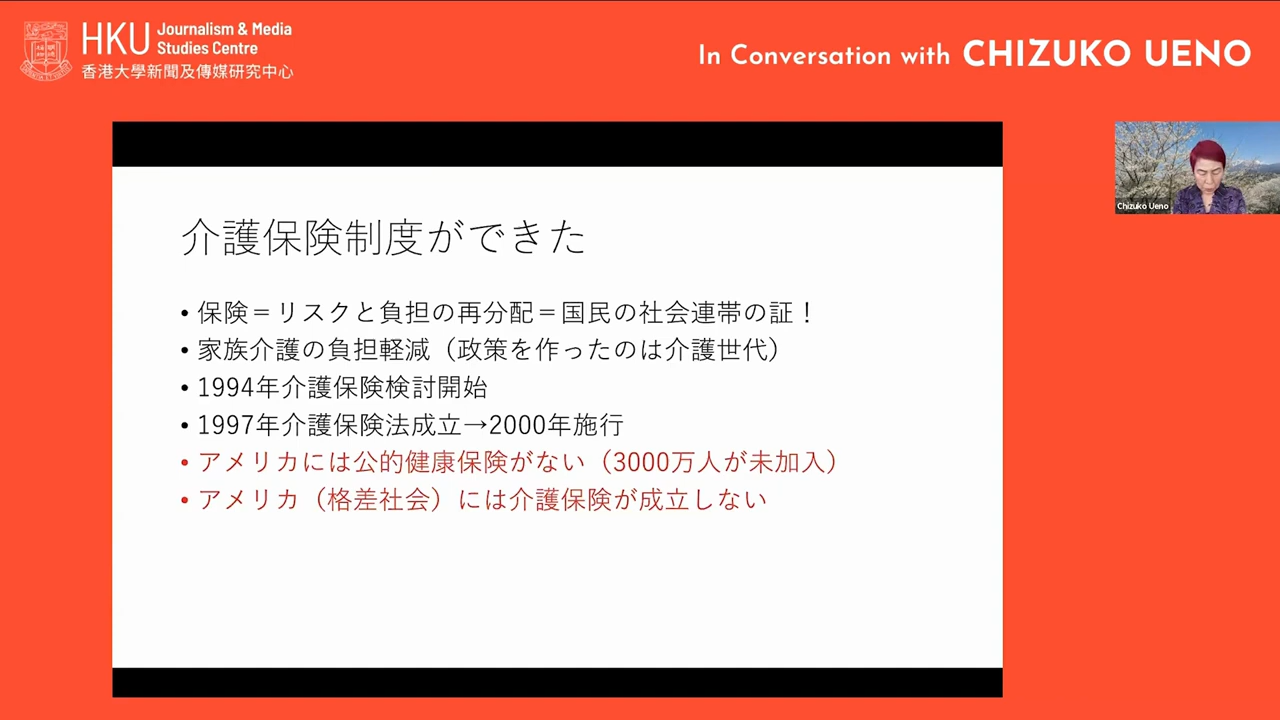 HKU Journalism & Media
Studies Centre
香港大學新聞及傳媒研究中心
In Conversation with CHIZUKO UENO
介護保険制度ができた
• 保険＝リスクと負担の再分配＝国民の社会連帯の証！
• 家族介護の負担軽減（政策を作ったのは介護世代）
• 1994年介護保険検討開始
• 1997年介護保険法成立→2000年施行
• アメリカには公的健康保険がない（3000万人が未加入）
• アメリカ（格差社会）には介護保険が成立しない
Chizuko Ueno